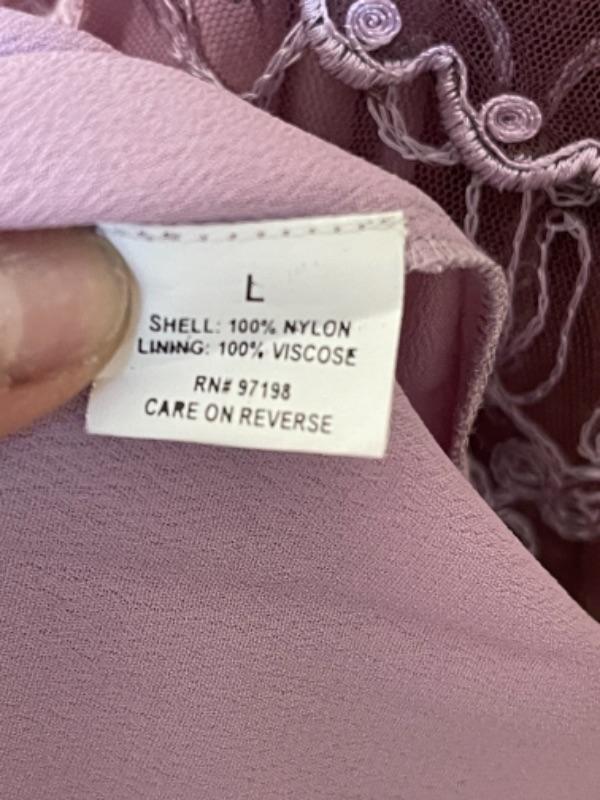 L
SHELL: 100% NYLON
LINING: 100% VISCOSE
RN# 97198
CARE ON REVERSE